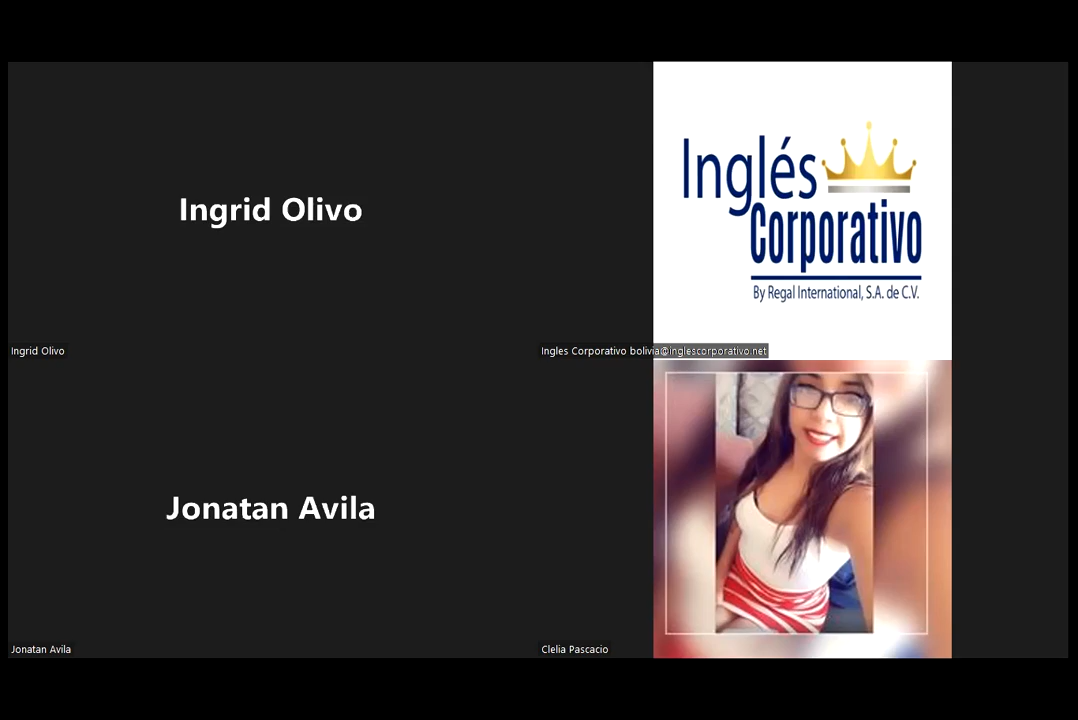 Ingrid Olivo
Inglés
Corporativo
By Regal International, S.A. de C.V.
Ingrid Olivo
Ingles Corporativo bolivia@inglescorporativo.net
Jonatan Avila
Jonatan Avila
Clelia Pascacio